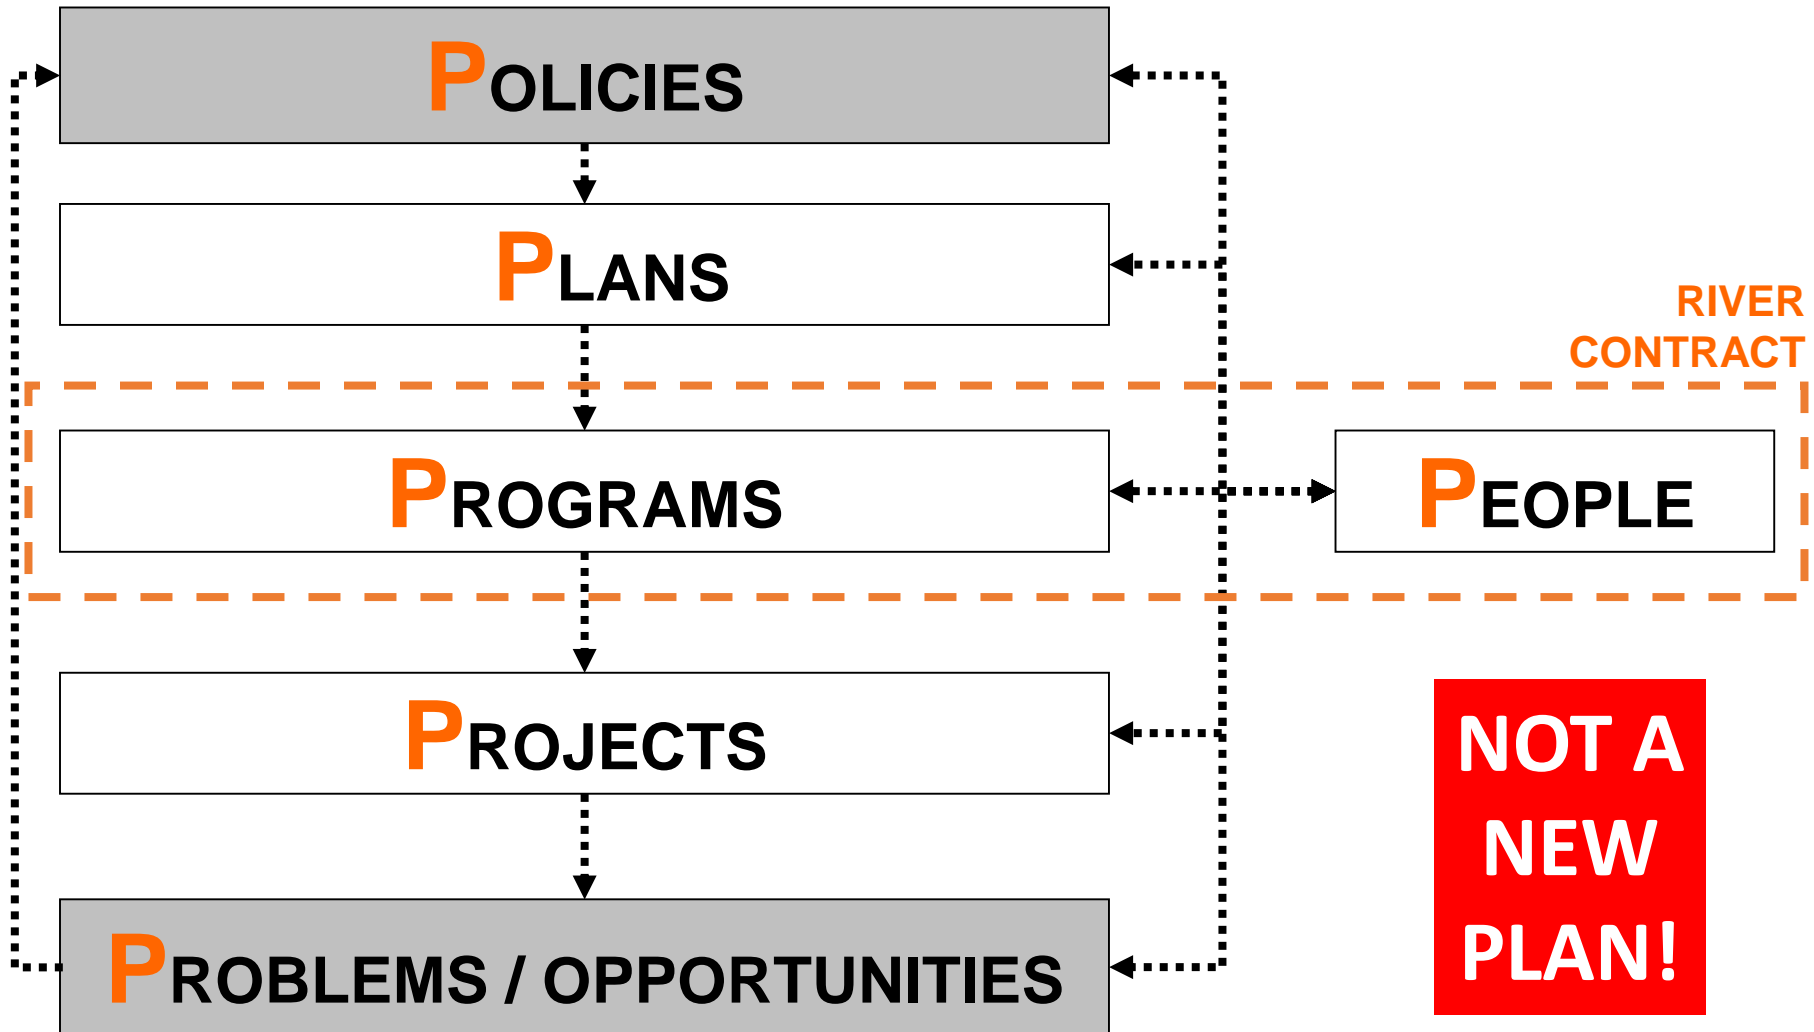 POLICIES
PLANS
RIVER
CONTRACT
PROGRAMS
PEOPLE
PROJECTS
NOT A
NEW
PLAN!
PROBLEMS / OPPORTUNITIES